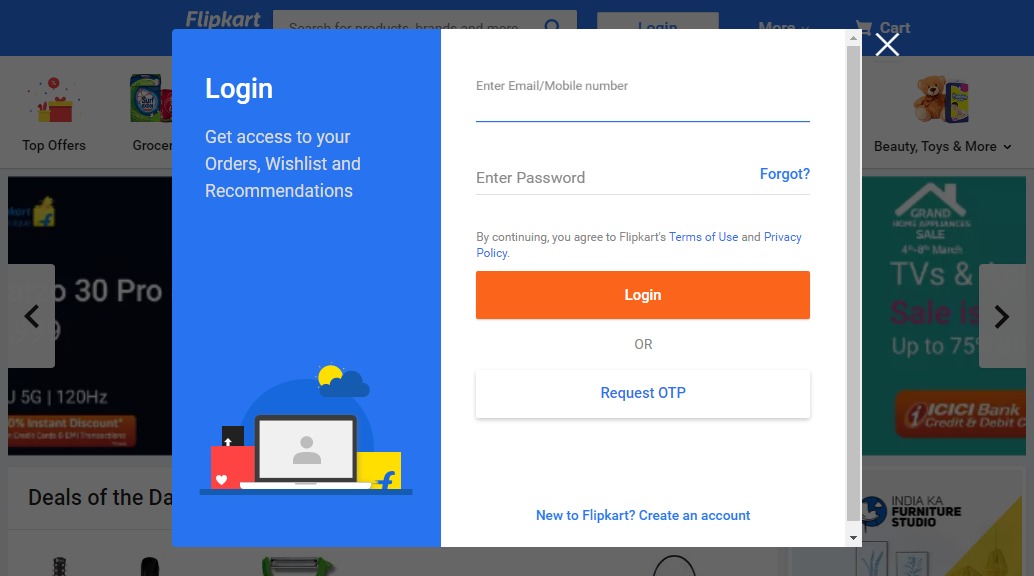 Flipkart
Search for products, brands and more
Login
More
Cart
Top Offers
Grocer
Beauty, Toys & More
Login
Get access to your
Orders, Wishlist and
Recommendations
Enter Email/Mobile number
Enter Password
Forgot?
By continuing, you agree to Flipkart's Terms of Use and Privacy
Policy.
Login
OR
Request OTP
New to Flipkart? Create an account
30 Pro
5G | 120Hz
0% Instant Discount*
Credit Cards & EMI Transactions
GRAND
HOME APPLIANCES
SALE
4th-8th March
TVs &
Sale is
Up to 75%
ICICI Bank
Credit & Debit C
Deals of the Da
INDIA KA
FURNITURE
STUDIO